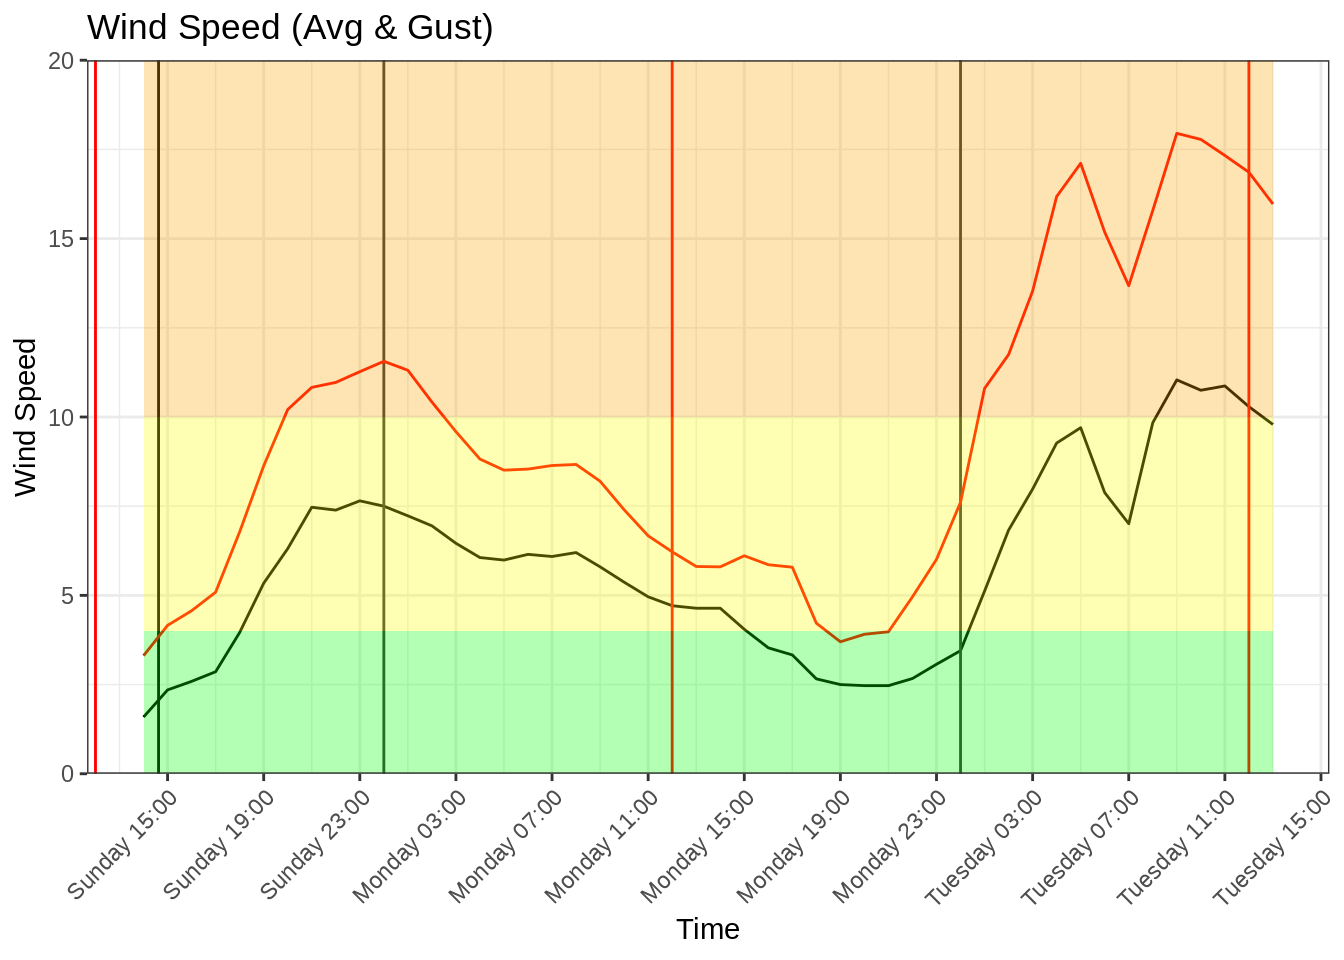 Wind Speed (Avg & Gust)
20
15
10
5
0
Wind Speed
Sunday 15:00
Sunday 19:00
Sunday 23:00
Monday 03:00
Monday 07:00
Monday 11:00
Monday 15:00
Monday 19:00
Monday 23:00
Tuesday 03:00
Tuesday 07:00
Tuesday 11:00
Tuesday 15:00
Time